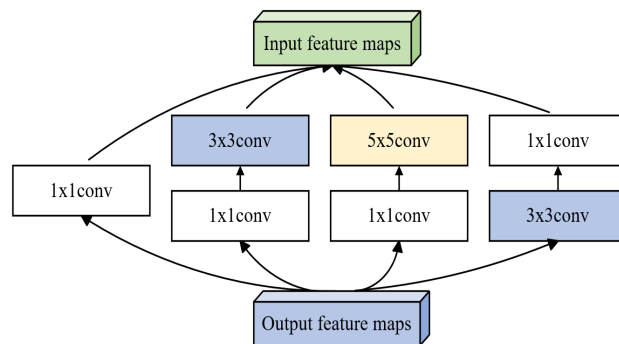 Input feature maps
3x3conv
5x5conv
1x1conv
1x1conv
1x1conv
1x1conv
3x3conv
Output feature maps